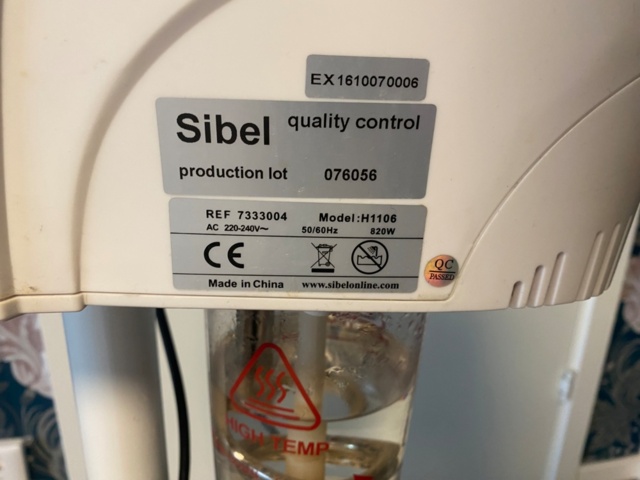 EX1610070006
Sibel quality control
production lot 076056
REF 7333004 Model:H1106
AC 220-240V~ 50/60Hz 820W
CE
Made in China www.sibelonline.com
QC
PASSED
HIGH TEMP